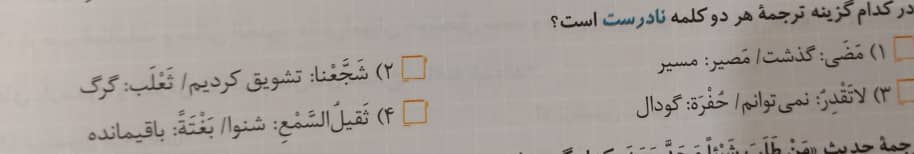 در کدام گزینه ترجمۀ هر دو کلمه نادرست است؟
۱) مَضَی: گذشت/ مَصیر: مسیر
۲) شَجَّعْنا: تشویق کردیم/ ثَعْلَب: گرگ
۳) لاتَقْدِرُ: نمی‌توانم/ حُفْرَة: گودال
۴) ثَقیلُ‌السَّمْعِ: شنوا/ بَغْتَةً: باقیمانده